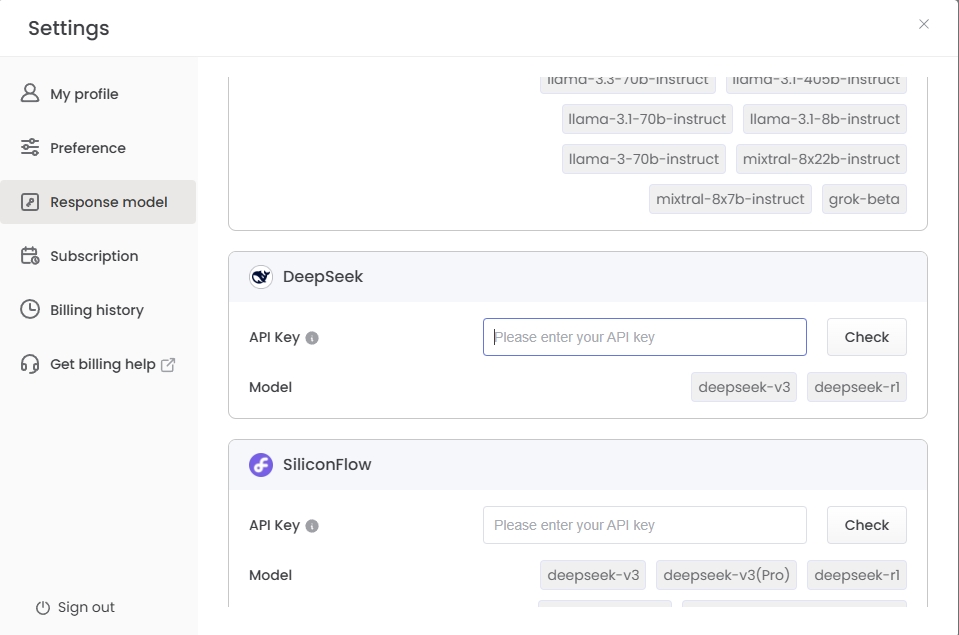 Settings
My profile
Preference
Response model
Subscription
Billing history
Get billing help
Sign out
llama-3.3-70b-instruct llama-3.1-405b-instruct
llama-3.1-70b-instruct llama-3.1-8b-instruct
llama-3-70b-instruct mixtral-8x22b-instruct
mixtral-8x7b-instruct grok-beta
DeepSeek
API Key Please enter your API key Check
Model deepseek-v3 deepseek-r1
SiliconFlow
API Key Please enter your API key Check
Model deepseek-v3 deepseek-v3(Pro) deepseek-r1